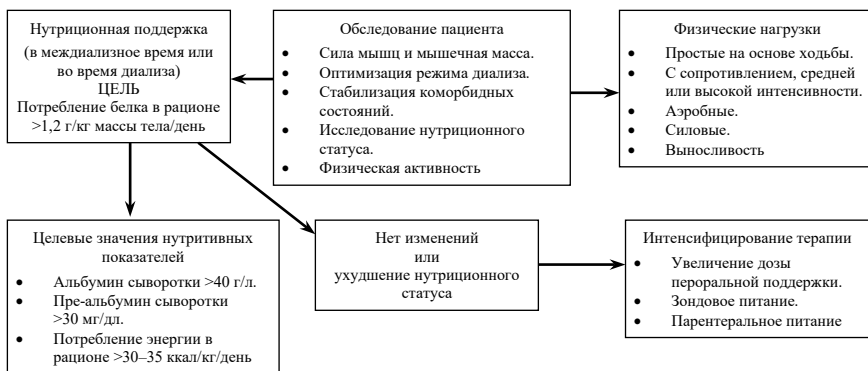 Нутриционная поддержка
(в междиализное время или
во время диализа)
ЦЕЛЬ
Потребление белка в рационе
>1,2 г/kг массы тела/день
Обследование пациента
• Сила мышц и мышечная масса.
• Оптимизация режима диализа.
• Стабилизация коморбидных
состояний.
• Исследование нутриционного
статуса.
• Физическая активность
Физические нагрузки
• Простые на основе ходьбы.
• С сопротивлением, средней
или высокой интенсивности.
• Аэробные.
• Силовые.
• Выносливость
Целевые значения нутритивных
показателей
• Альбумин сыворотки >40 г/л.
• Пре-альбумин сыворотки
>30 мг/дл.
• Потребление энергии в
рационе >30–35 ккал/кг/день
Нет изменений
или
ухудшение нутриционного
статуса
Интенсифицирование терапии
• Увеличение дозы
пероральной поддержки.
• Зондовое питание.
• Парентеральное питание